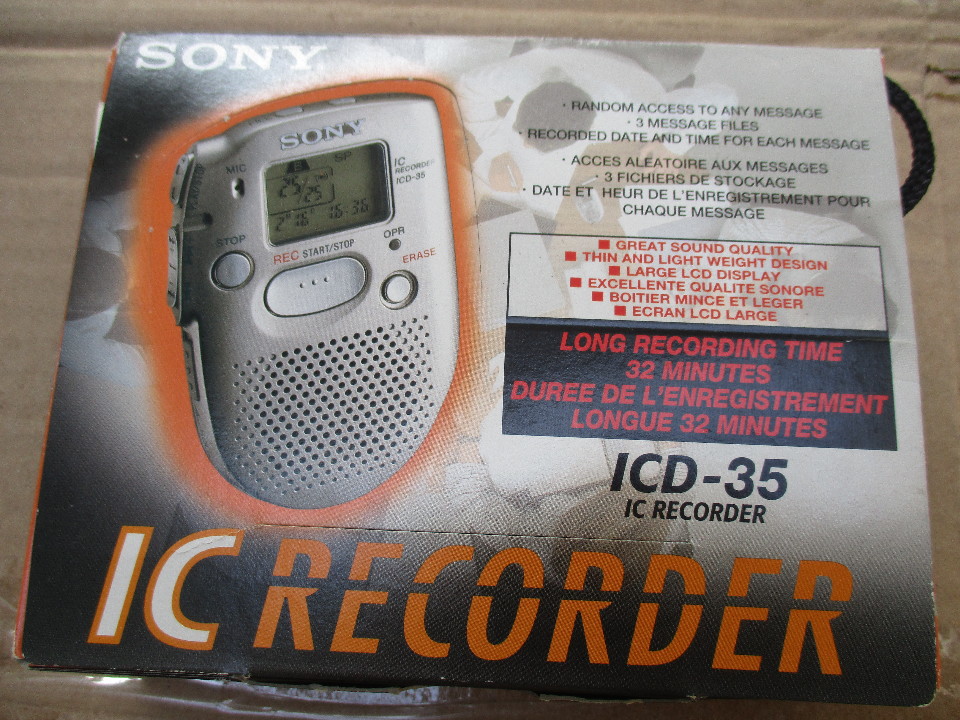 SONY
SONY
IC
RECORDER
ICD-35
MIC
SP
25
/25
16-36
STOP
REC START/STOP
OPR
ERASE
· RANDOM ACCESS TO ANY MESSAGE
· 3 MESSAGE FILES
· RECORDED DATE AND TIME FOR EACH MESSAGE
· ACCES ALEATOIRE AUX MESSAGES
· 3 FICHIERS DE STOCKAGE
· DATE ET HEUR DE L'ENREGISTREMENT POUR
CHAQUE MESSAGE
■ GREAT SOUND QUALITY
■ THIN AND LIGHT WEIGHT DESIGN
■ LARGE LCD DISPLAY
■ EXCELLENTE QUALITE SONORE
■ BOITIER MINCE ET LEGER
■ ECRAN LCD LARGE
LONG RECORDING TIME
32 MINUTES
DUREE DE L'ENREGISTREMENT
LONGUE 32 MINUTES
ICD-35
IC RECORDER
IC RECORDER